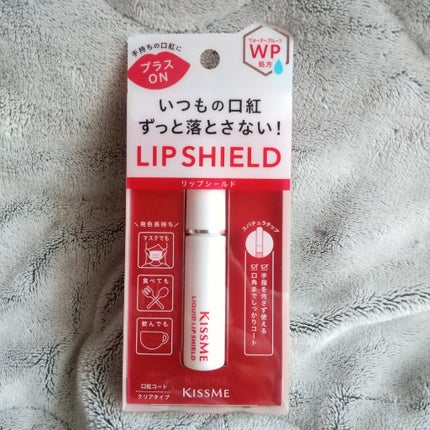 手持ちの口紅に
プラス
ON
ウォータープルーフ
WP
処方
いつもの口紅
ずっと落とさない!
LIP SHIELD
リップシールド
発色長持ち
マスクでも
食べても
飲んでも
KISSME
LIQUID LIP SHIELD
スパチュラチップ
手指を汚さず使える
口角までしっかりコート
口紅コート
クリアタイプ
KISSME